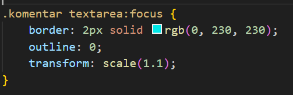 .komentar textarea:focus {
    border: 2px solid rgb(0, 230, 230);
    outline: 0;
    transform: scale(1.1);
}